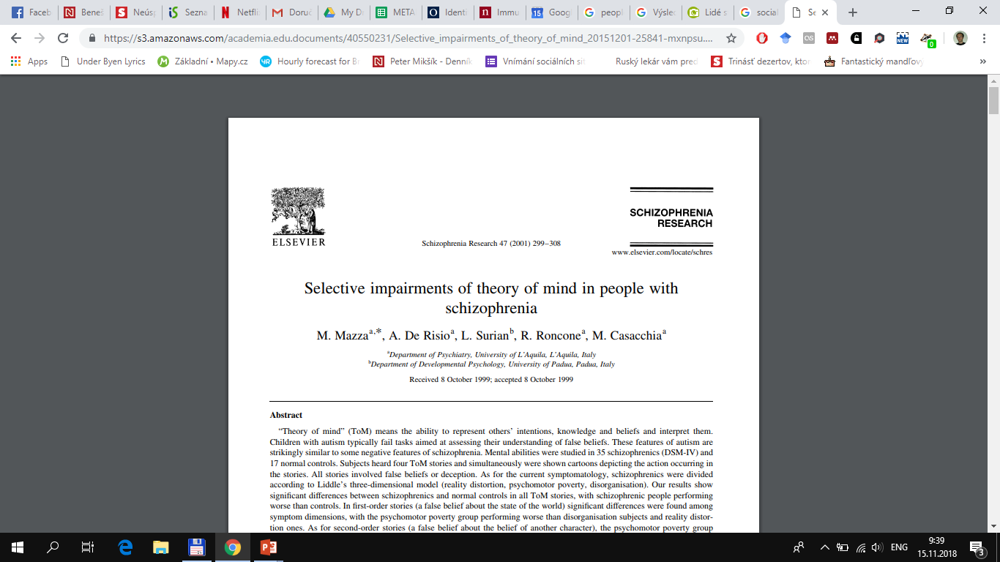 Faceb
Beneš
Neúsp
Sezna
Netfli
Doruč
My D
META
Identi
Immu
Googl
peopl
Výslec
Lidé s
social
Se
https://s3.amazonaws.com/academia.edu.documents/40550231/Selective_impairments_of_theory_of_mind_20151201-25841-mxnpsu....
Apps
Under Byen Lyrics
Základní • Mapy.cz
Hourly forecast for B
Peter Mikšík - Denník
Vnímání sociálních sí
Ruský lekár vám pred
Trinásť dezertov, ktor
Fantastický mandľový
ELSEVIER
Schizophrenia Research 47 (2001) 299–308
SCHIZOPHRENIA
RESEARCH
www.elsevier.com/locate/schres
Selective impairments of theory of mind in people with
schizophrenia
M. Mazza a,*, A. De Risio a, L. Surian b, R. Roncone a, M. Casacchia a
a Department of Psychiatry, University of L'Aquila, L'Aquila, Italy
b Department of Developmental Psychology, University of Padua, Padua, Italy
Received 8 October 1999; accepted 8 October 1999
Abstract
“Theory of mind” (ToM) means the ability to represent others’ intentions, knowledge and beliefs and interpret them.
Children with autism typically fail tasks aimed at assessing their understanding of false beliefs. These features of autism are
strikingly similar to some negative features of schizophrenia. Mental abilities were studied in 35 schizophrenics (DSM-IV) and
17 normal controls. Subjects heard four ToM stories and simultaneously were shown cartoons depicting the action occurring in
the stories. All stories involved false beliefs or deception. As for the current symptomatology, schizophrenics were divided
according to Liddle’s three-dimensional model (reality distortion, psychomotor poverty, disorganisation). Our results show
significant differences between schizophrenics and normal controls in all ToM stories, with schizophrenic people performing
worse than controls. In first-order stories (a false belief about the state of the world) significant differences were found among
symptom dimensions, with the psychomotor poverty group performing worse than disorganisation subjects and reality distor-
tion ones. As for second-order stories (a false belief about the belief of another character), the psychomotor poverty group
ENG
9:39
15.11.2018
3